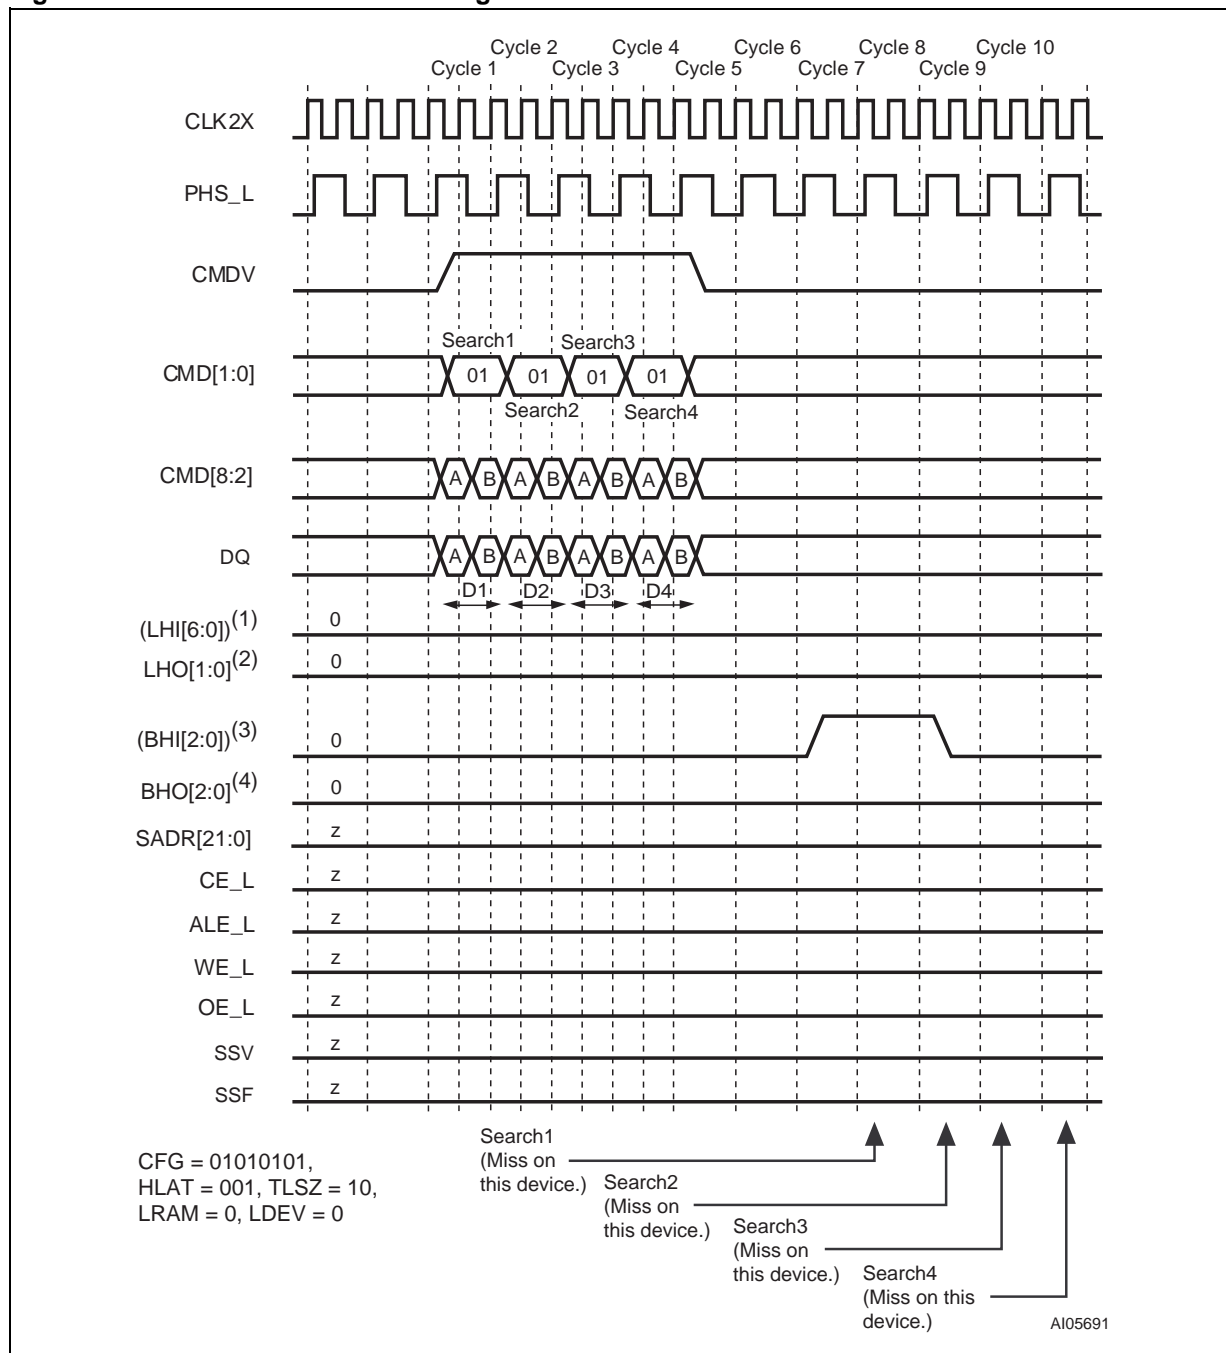 Cycle 2 Cycle 4 Cycle 6 Cycle 8 Cycle 10
Cycle 1 Cycle 3 Cycle 5 Cycle 7 Cycle 9
CLK2X
PHS_L
CMDV
Search1 Search3
CMD[1:0] 01 01 01 01
Search2 Search4
CMD[8:2] A B A B A B A B
DQ A B A B A B A B
D1 D2 D3 D4
(LHI[6:0])(1) 0
LHO[1:0](2) 0
(BHI[2:0])(3) 0
BHO[2:0](4) 0
SADR[21:0] z
CE_L z
ALE_L z
WE_L z
OE_L z
SSV z
SSF z
CFG = 01010101,
HLAT = 001, TLSZ = 10,
LRAM = 0, LDEV = 0
Search1
(Miss on
this device.)
Search2
(Miss on
this device.)
Search3
(Miss on
this device.)
Search4
(Miss on this
device.)
AI05691